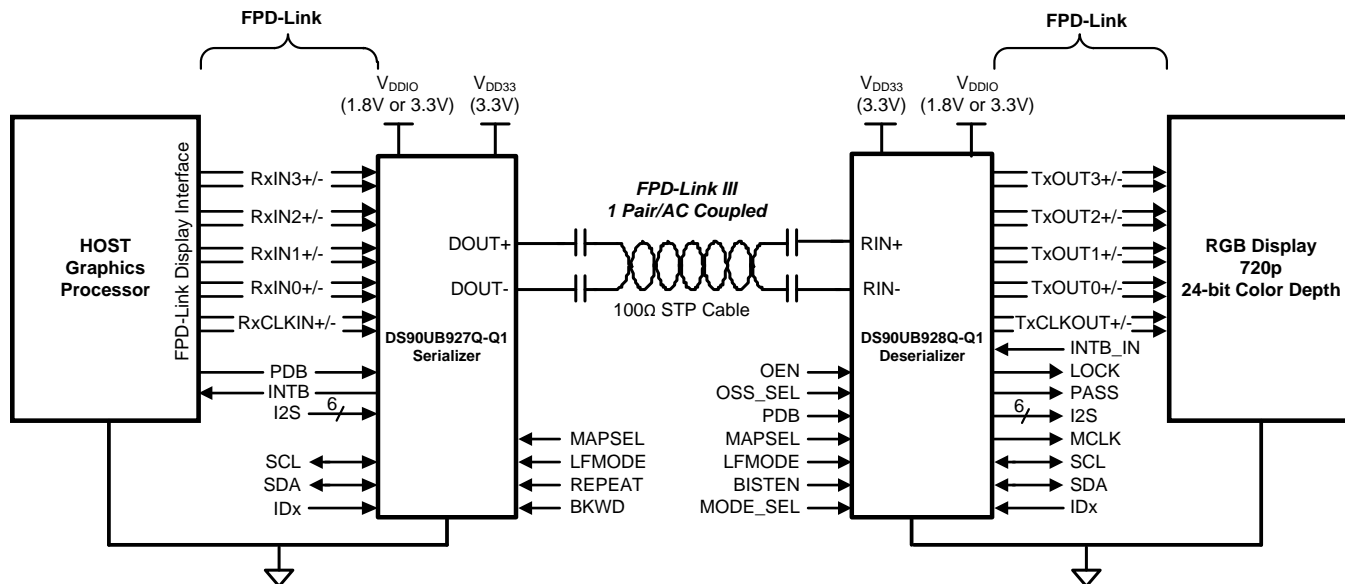 FPD-Link
FPD-Link
VDDIO
(1.8V or 3.3V)
VDD33
(3.3V)
VDD33
(3.3V)
VDDIO
(1.8V or 3.3V)
HOST
Graphics
Processor
FPD-Link Display Interface
RxIN3+/-
RxIN2+/-
RxIN1+/-
RxIN0+/-
RxCLKIN+/-
PDB
INTB
I2S
6
SCL
SDA
IDx
DOUT+
DOUT-
DS90UB927Q-Q1
Serializer
MAPSEL
LFMODE
REPEAT
BKWD
FPD-Link III
1 Pair/AC Coupled
100Ω STP Cable
RIN+
RIN-
DS90UB928Q-Q1
Deserializer
OEN
OSS_SEL
PDB
MAPSEL
LFMODE
BISTEN
MODE_SEL
TxOUT3+/-
TxOUT2+/-
TxOUT1+/-
TxOUT0+/-
TxCLKOUT+/-
INTB_IN
LOCK
PASS
6
I2S
MCLK
SCL
SDA
IDx
RGB Display
720p
24-bit Color Depth